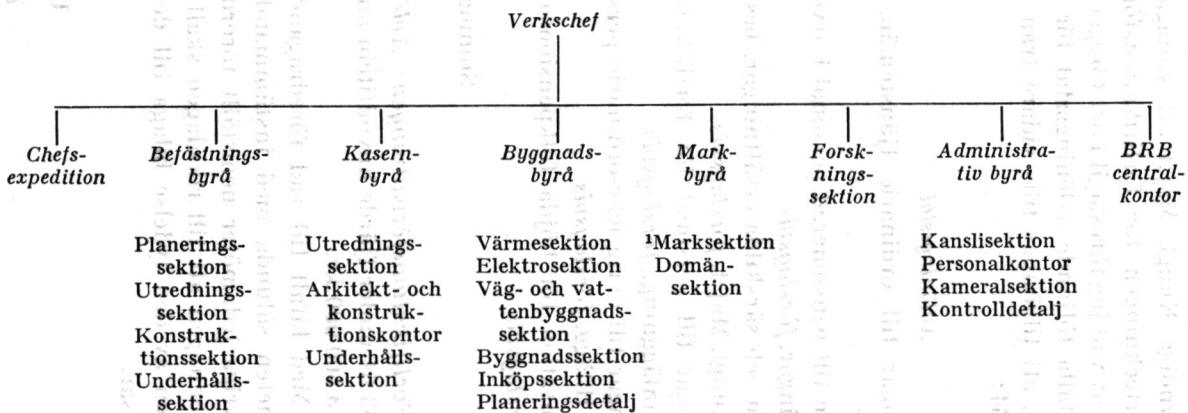 Verkschef
Chefs-
expedition
Befästnings-
byrå
Kasern-
byrå
Byggnads-
byrå
Mark-
byrå
Forsk-
nings-
sektion
Administra-
tiv byrå
BRB
central-
kontor
Planerings-
sektion
Utrednings-
sektion
Konstruk-
tionssektion
Underhålls-
sektion
Utrednings-
sektion
Arkitekt- och
konstruk-
tionskontor
Underhålls-
sektion
Värmesektion
Elektrosektion
Väg- och vat-
tenbyggnads-
sektion
Byggnadssektion
Inköpssektion
Planeringsdetalj
¹Marksektion
Domän-
sektion
Kanslisektion
Personalkontor
Kameralsektion
Kontrolldetalj